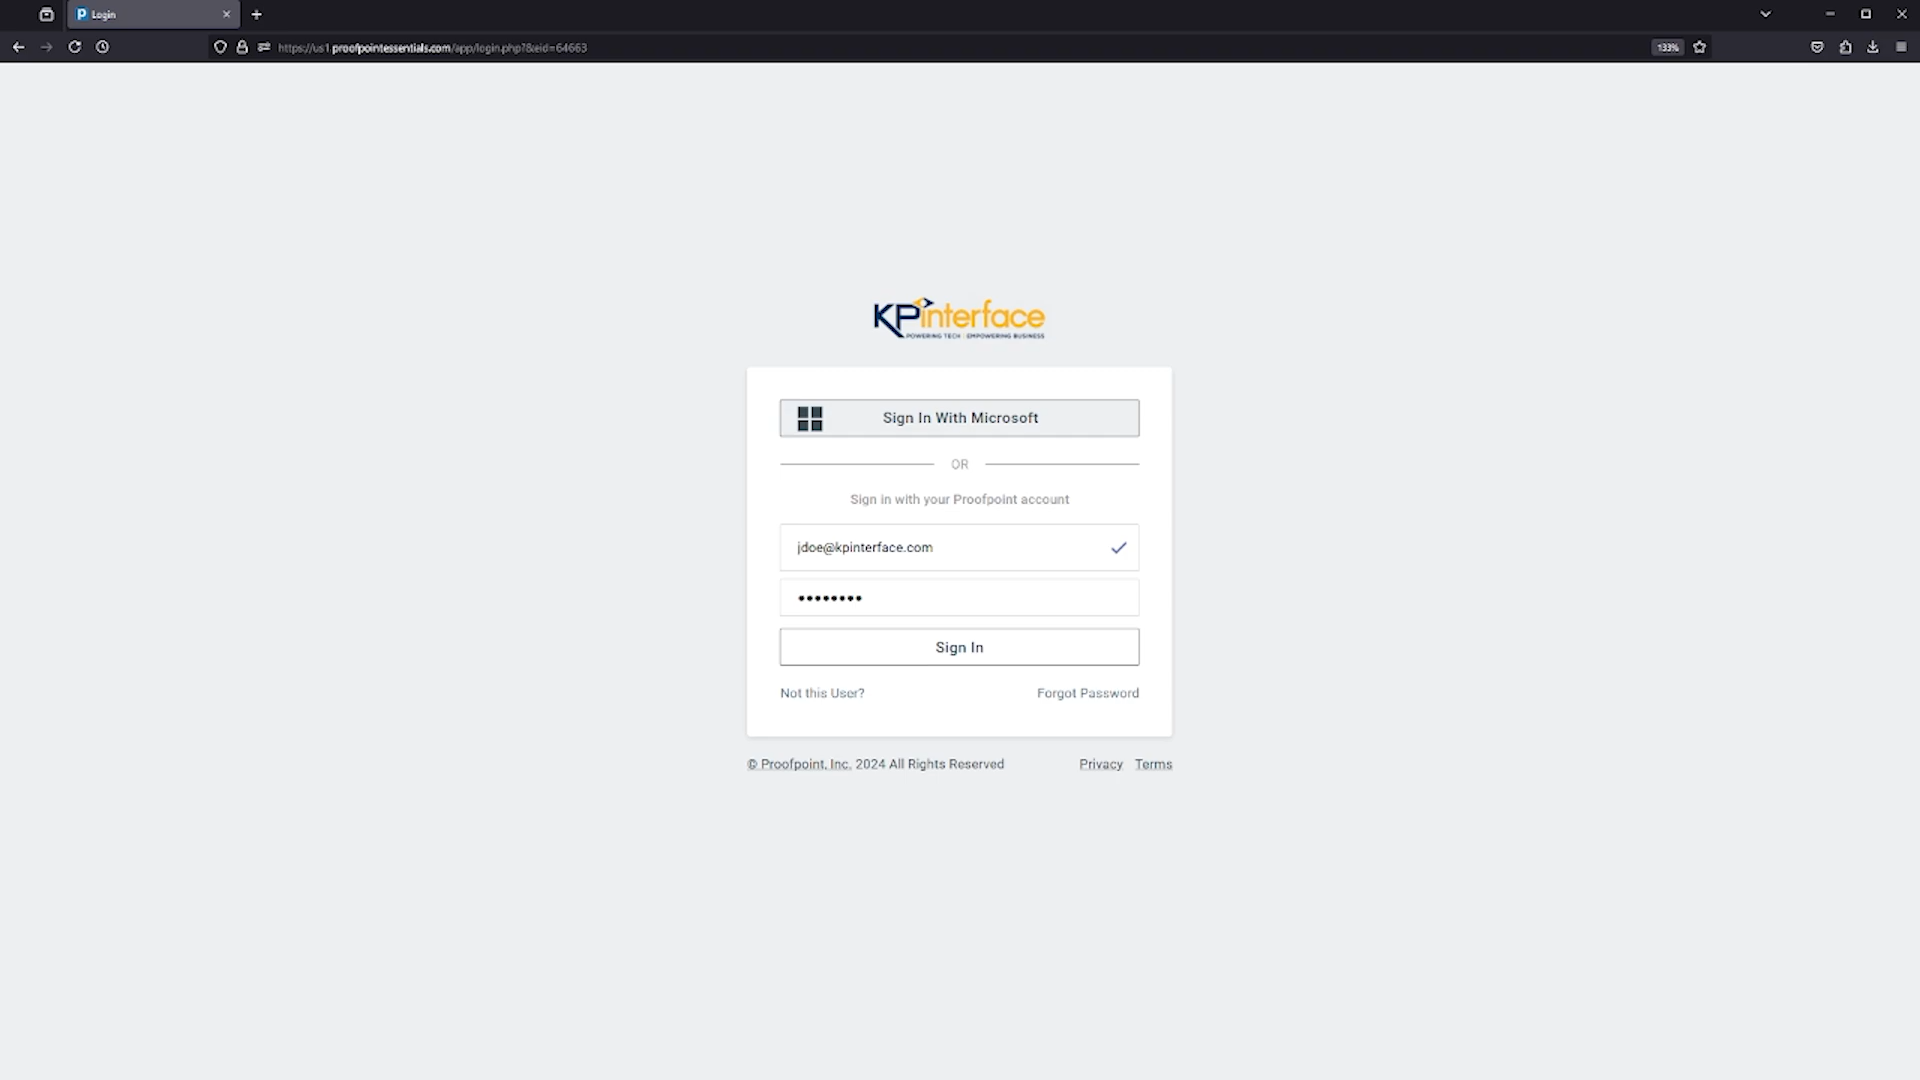 Login
https://us1.proofpointessentials.com/app/login.php?&eid=64663
133%
KPinterface
POWERING TECH EMPOWERING BUSINESS
Sign In With Microsoft
OR
Sign in with your Proofpoint account
jdoe@kpinterface.com
Sign In
Not this User? Forgot Password
© Proofpoint, Inc. 2024 All Rights Reserved Privacy Terms